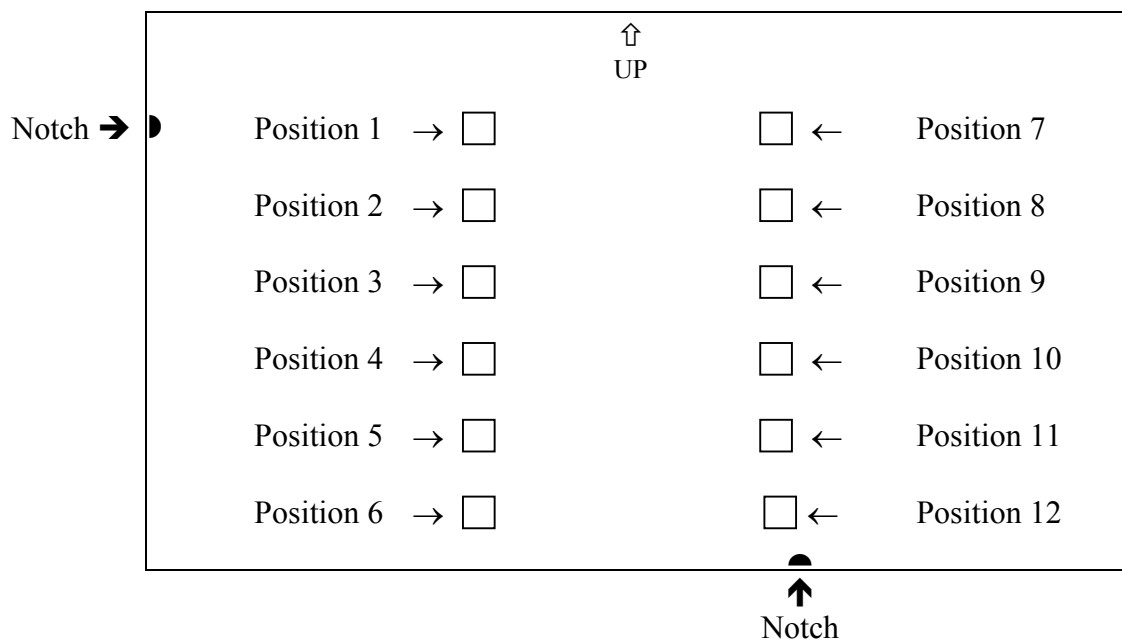 ⇧
UP
Notch ➔ Position 1 → ← Position 7
Position 2 → ← Position 8
Position 3 → ← Position 9
Position 4 → ← Position 10
Position 5 → ← Position 11
Position 6 → ← Position 12
Notch